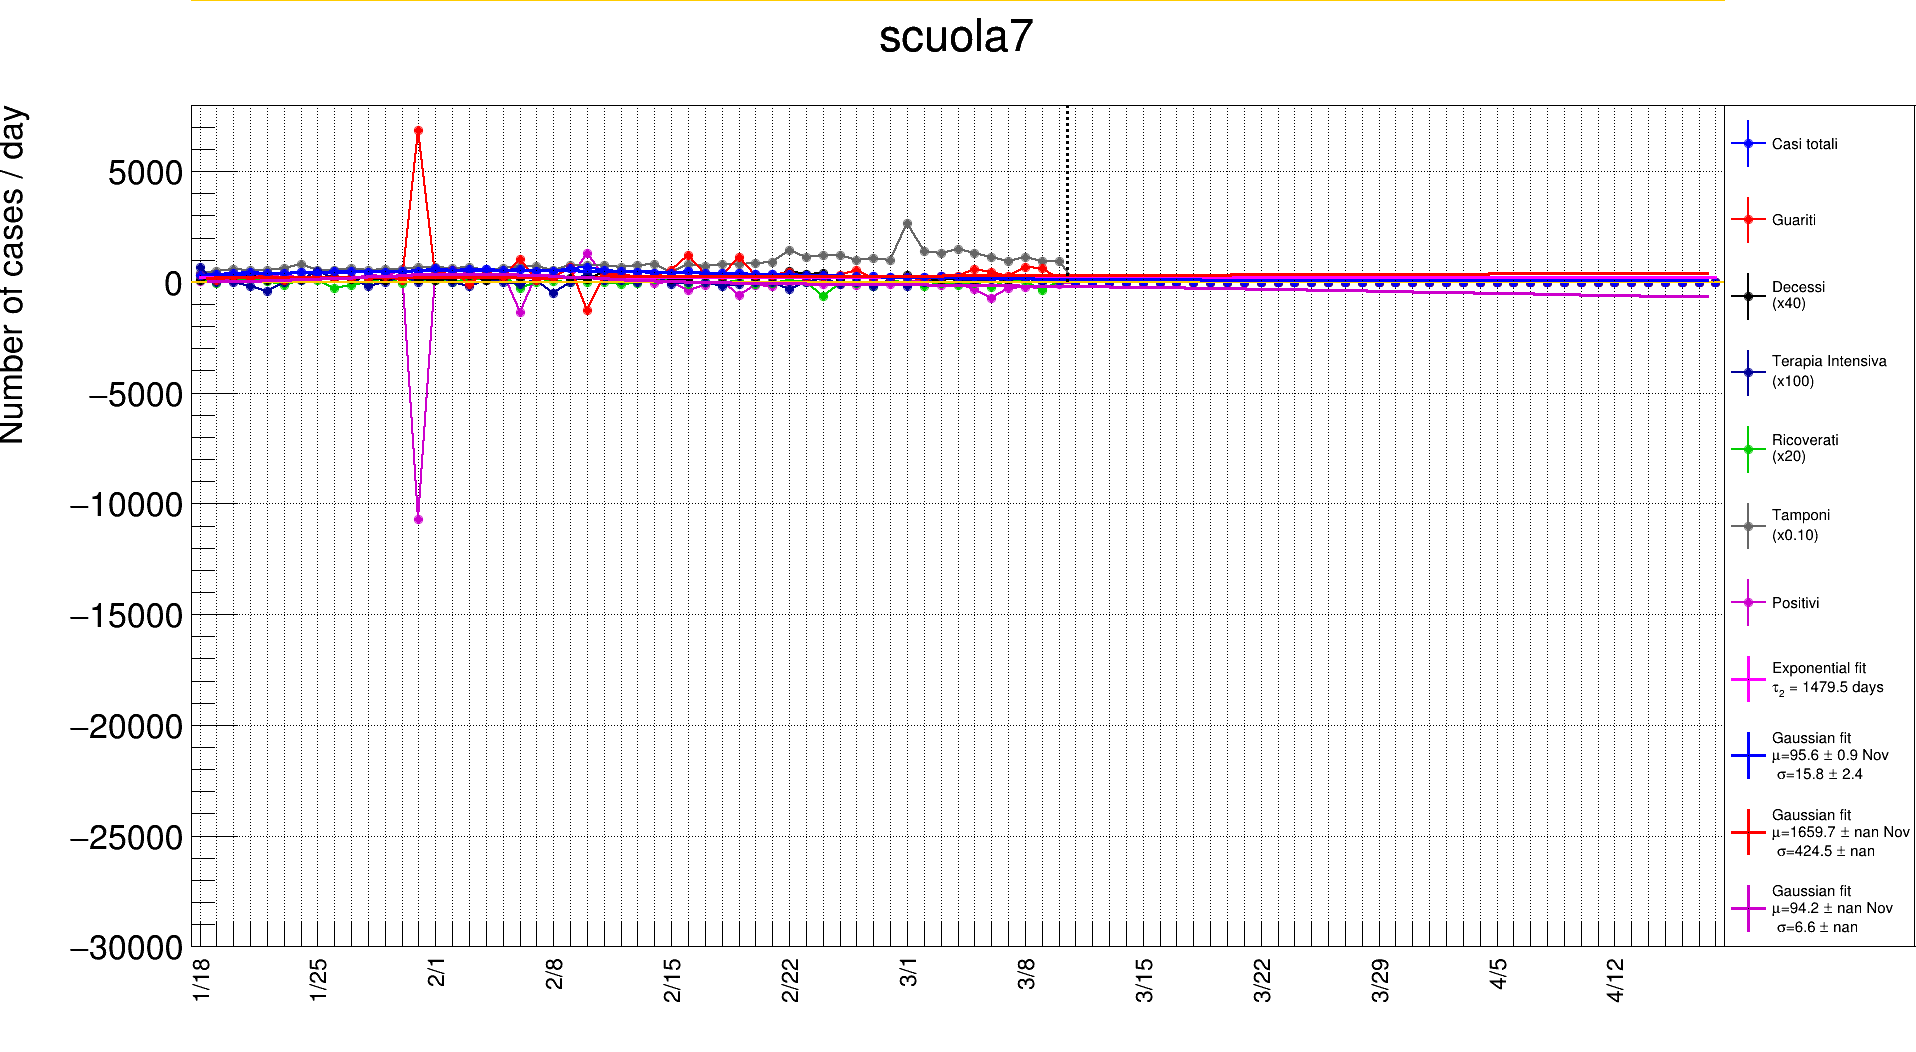 scuola7
Number of cases / day
5000
0
−5000
−10000
−15000
−20000
−25000
−30000
1/18
1/25
2/1
2/8
2/15
2/22
3/1
3/8
3/15
3/22
3/29
4/5
4/12
Casi totali
Guariti
Decessi
(x40)
Terapia Intensiva
(x100)
Ricoverati
(x20)
Tamponi
(x0.10)
Positivi
Exponential fit
τ2 = 1479.5 days
Gaussian fit
μ=95.6 ± 0.9 Nov
σ=15.8 ± 2.4
Gaussian fit
μ=1659.7 ± nan Nov
σ=424.5 ± nan
Gaussian fit
μ=94.2 ± nan Nov
σ=6.6 ± nan